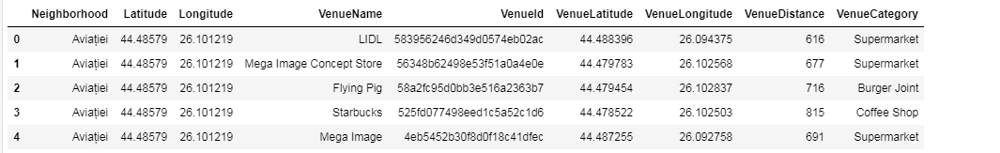 Neighborhood Latitude Longitude VenueName VenueId VenueLatitude VenueLongitude VenueDistance VenueCategory
0 Aviației 44.48579 26.101219 LIDL 583956246d349d0574eb02ac 44.488396 26.094375 616 Supermarket
1 Aviației 44.48579 26.101219 Mega Image Concept Store 56348b62498e53f51a0a4e0e 44.479783 26.102568 677 Supermarket
2 Aviației 44.48579 26.101219 Flying Pig 58a2fc95d0bb3e516a2363b7 44.479454 26.102837 716 Burger Joint
3 Aviației 44.48579 26.101219 Starbucks 525fd077498eed1c5a52c1d6 44.478522 26.102503 815 Coffee Shop
4 Aviației 44.48579 26.101219 Mega Image 4eb5452b30f8d0f18c41dfec 44.487255 26.092758 691 Supermarket